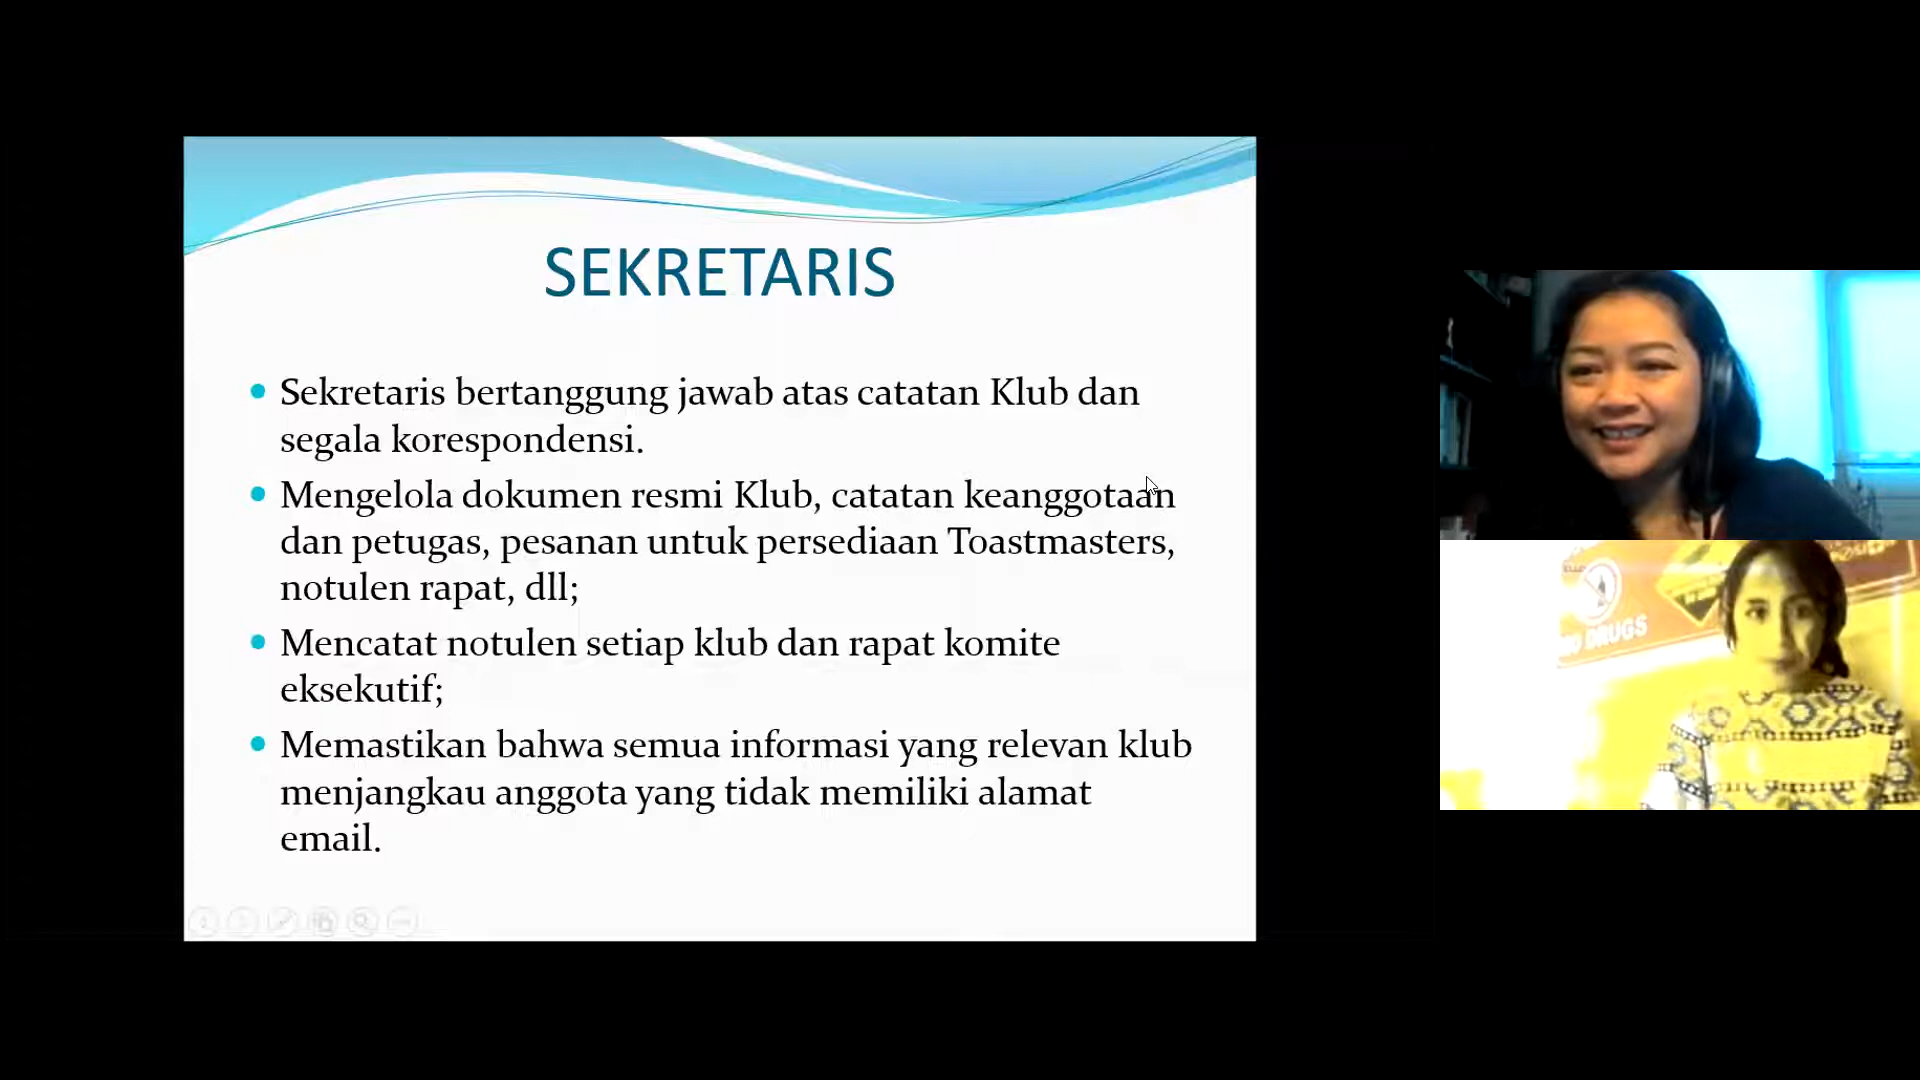 SEKRETARIS
Sekretaris bertanggung jawab atas catatan Klub dan
segala korespondensi.
Mengelola dokumen resmi Klub, catatan keanggotaan
dan petugas, pesanan untuk persediaan Toastmasters,
notulen rapat, dll;
Mencatat notulen setiap klub dan rapat komite
eksekutif;
Memastikan bahwa semua informasi yang relevan klub
menjangkau anggota yang tidak memiliki alamat
email.
DRUGS